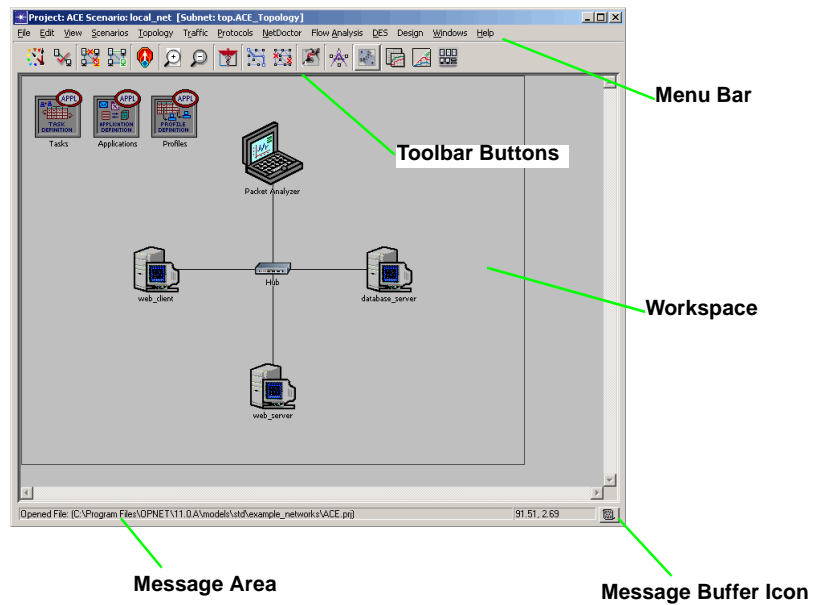 Project: ACE Scenario: local_net [Subnet: top.ACE_Topology]
File Edit View Scenarios Topology Traffic Protocols NetDoctor Flow Analysis DES Design Windows Help
Menu Bar
Toolbar Buttons
APPL APPL APPL
TASK DEFINITION
APPLICATION DEFINITION
PROFILE DEFINITION
Tasks Applications Profiles
Packet Analyzer
web_client
Hub
database_server
Workspace
web_server
Opened File: (C:\Program Files\OPNET\11.0.A\models\std\example_networks\ACE.prj)
91.51, 2.69
Message Area
Message Buffer Icon